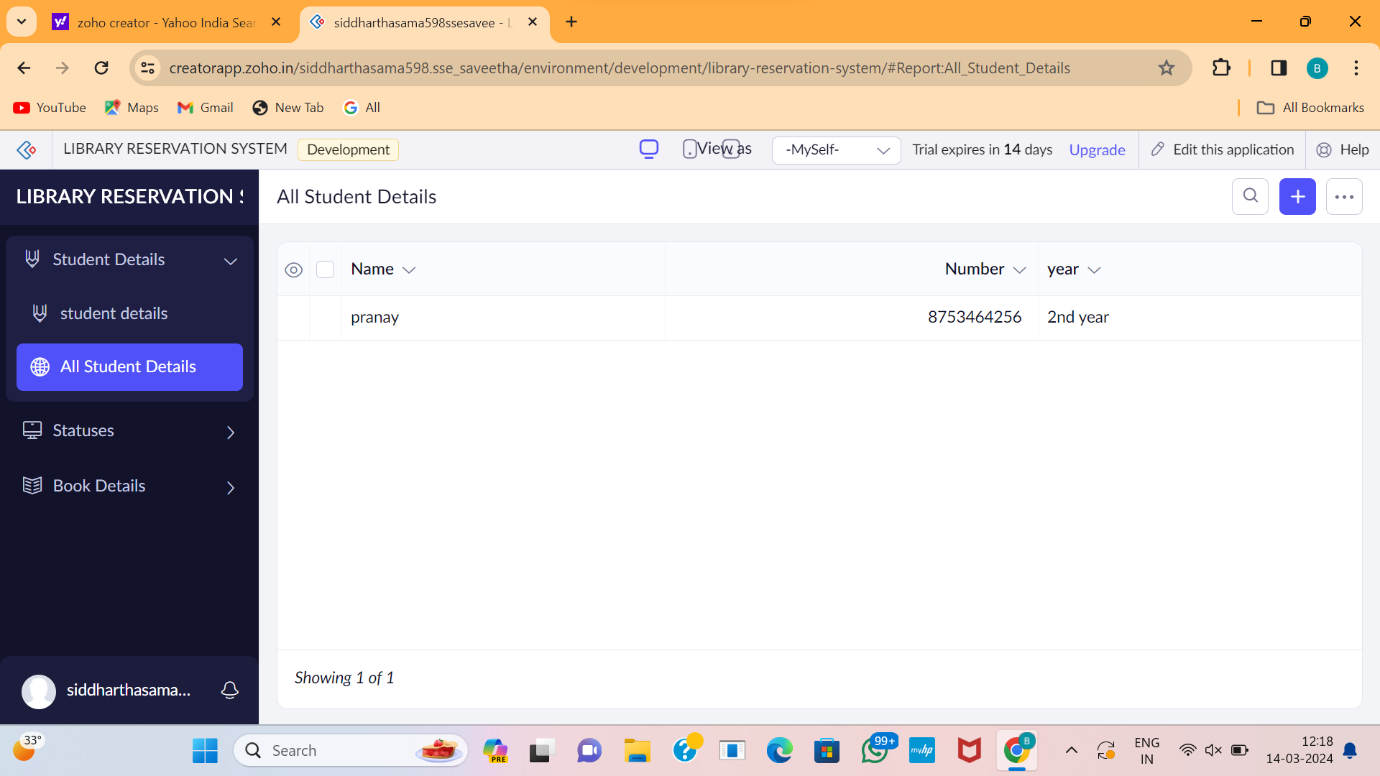 zoho creator - Yahoo India Sear
siddharthasama598ssesavee - L
creatorapp.zoho.in/siddharthasama598.sse_saveetha/environment/development/library-reservation-system/#Report:All_Student_Details
B
YouTube Maps Gmail New Tab All All Bookmarks
LIBRARY RESERVATION SYSTEM Development View as -MySelf- Trial expires in 14 days Upgrade Edit this application Help
LIBRARY RESERVATION S
All Student Details
Student Details
student details
All Student Details
Statuses
Book Details
Name Number year
pranay 8753464256 2nd year
Showing 1 of 1
siddharthasama...
33°
Search
PRE
99+
myhp
B
ENG
IN
12:18
14-03-2024